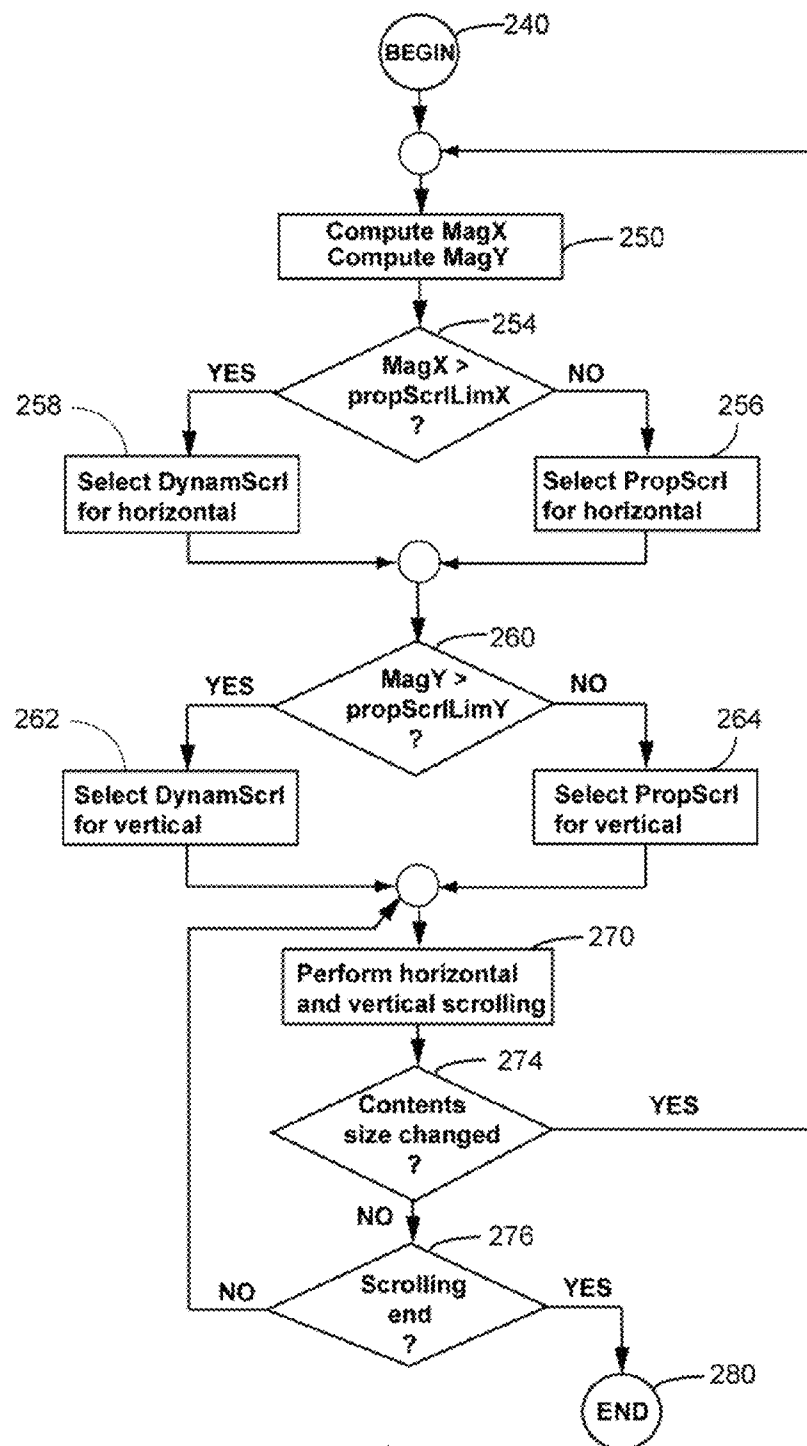 240
BEGIN
Compute MagX
Compute MagY
250
254
YES
MagX >
propScrlLimX
?
NO
258
256
Select DynamScrl
for horizontal
Select PropScrl
for horizontal
260
YES
MagY >
propScrlLimY
?
NO
262
264
Select DynamScrl
for vertical
Select PropScrl
for vertical
270
Perform horizontal
and vertical scrolling
274
Contents
size changed
?
YES
NO
276
NO
Scrolling
end
?
YES
END
280